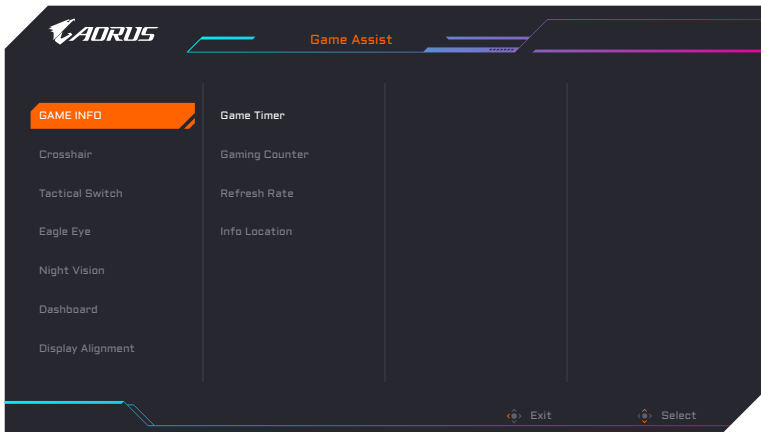 AORUS
Game Assist
GAME INFO
Crosshair
Tactical Switch
Eagle Eye
Night Vision
Dashboard
Display Alignment
Game Timer
Gaming Counter
Refresh Rate
Info Location
Exit
Select